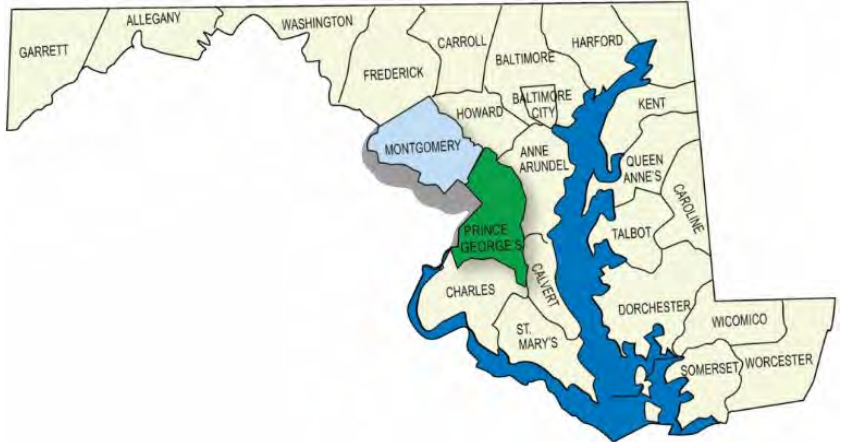 GARRETT
ALLEGANY
WASHINGTON
FREDERICK
CARROLL
BALTIMORE
HARFORD
BALTIMORE
CITY
HOWARD
KENT
MONTGOMERY
ANNE
ARUNDEL
QUEEN
ANNE'S
CAROLINE
TALBOT
PRINCE
GEORGE'S
CALVERT
CHARLES
ST.
MARY'S
DORCHESTER
WICOMICO
SOMERSET
WORCESTER